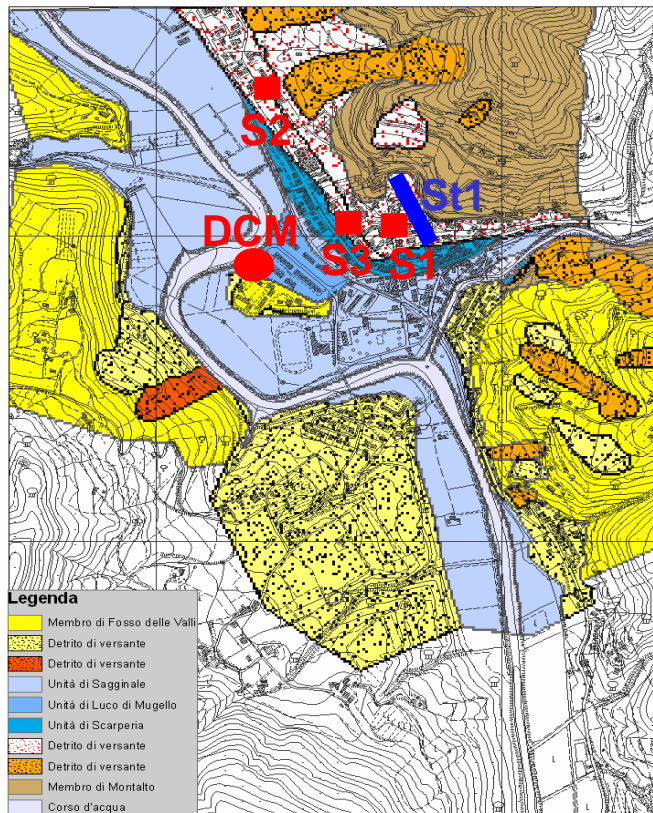 S2
St1
DCM
S3
S1
Legenda
Membro di Fosso delle Valli
Detrito di versante
Detrito di versante
Unità di Sagginale
Unità di Luco di Mugello
Unità di Scarperia
Detrito di versante
Detrito di versante
Membro di Montalto
Corso d'acqua